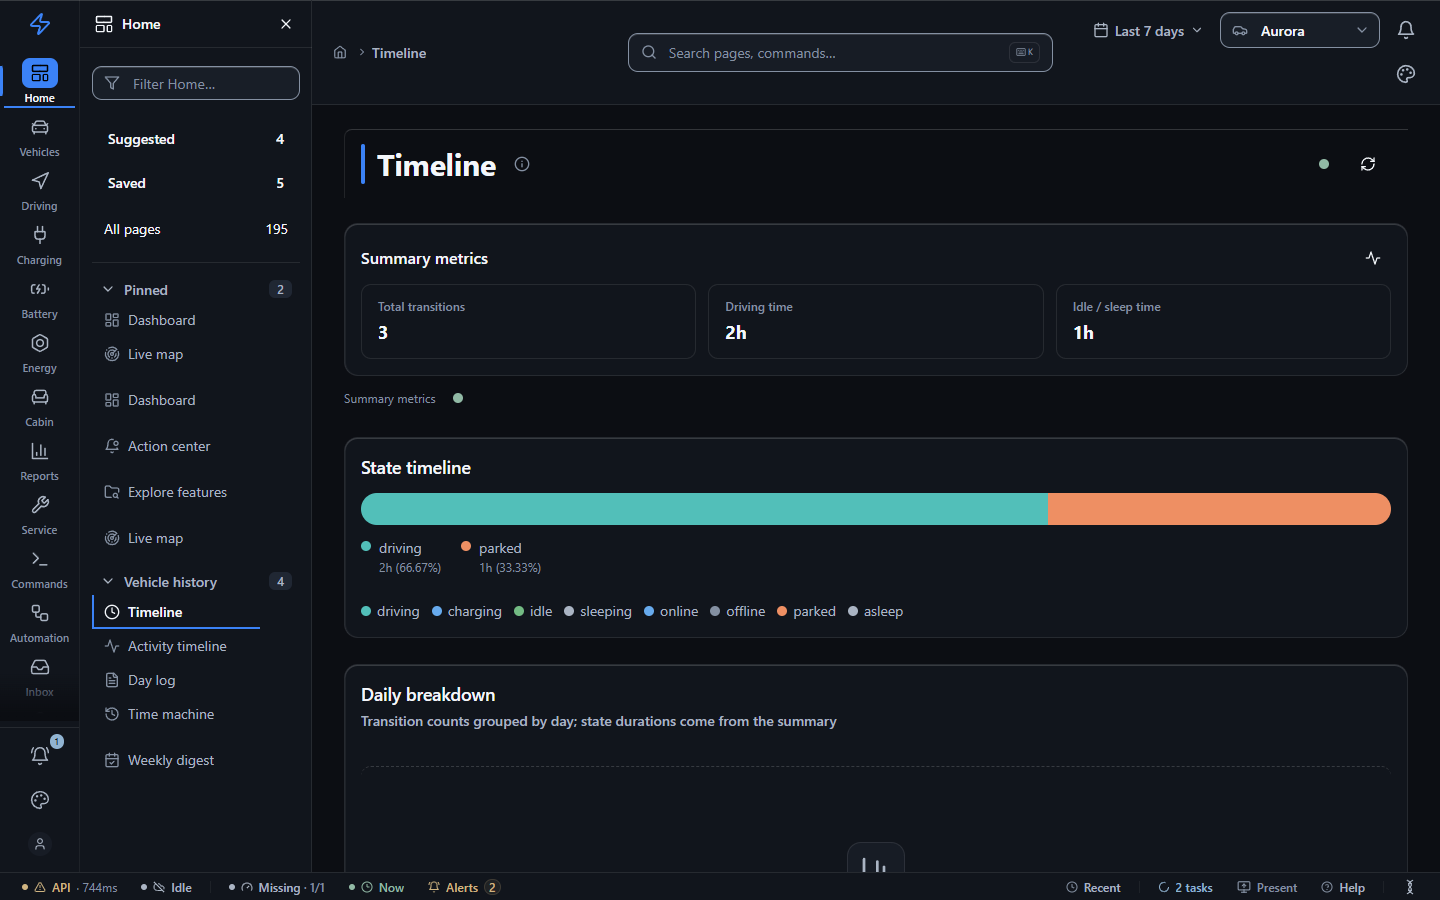 Home
Vehicles
Driving
Charging
Battery
Energy
Cabin
Reports
Service
Commands
Automation
Inbox
1
Home
Filter Home...
Suggested 4
Saved 5
All pages 195
Pinned 2
Dashboard
Live map
Dashboard
Action center
Explore features
Live map
Vehicle history 4
Timeline
Activity timeline
Day log
Time machine
Weekly digest
Timeline
Search pages, commands... K
Last 7 days
Aurora
Timeline
Summary metrics
Total transitions
3
Driving time
2h
Idle / sleep time
1h
Summary metrics
State timeline
driving
2h (66.67%)
parked
1h (33.33%)
driving charging idle sleeping online offline parked asleep
Daily breakdown
Transition counts grouped by day; state durations come from the summary
API · 744ms Idle Missing · 1/1 Now Alerts 2 Recent 2 tasks Present Help